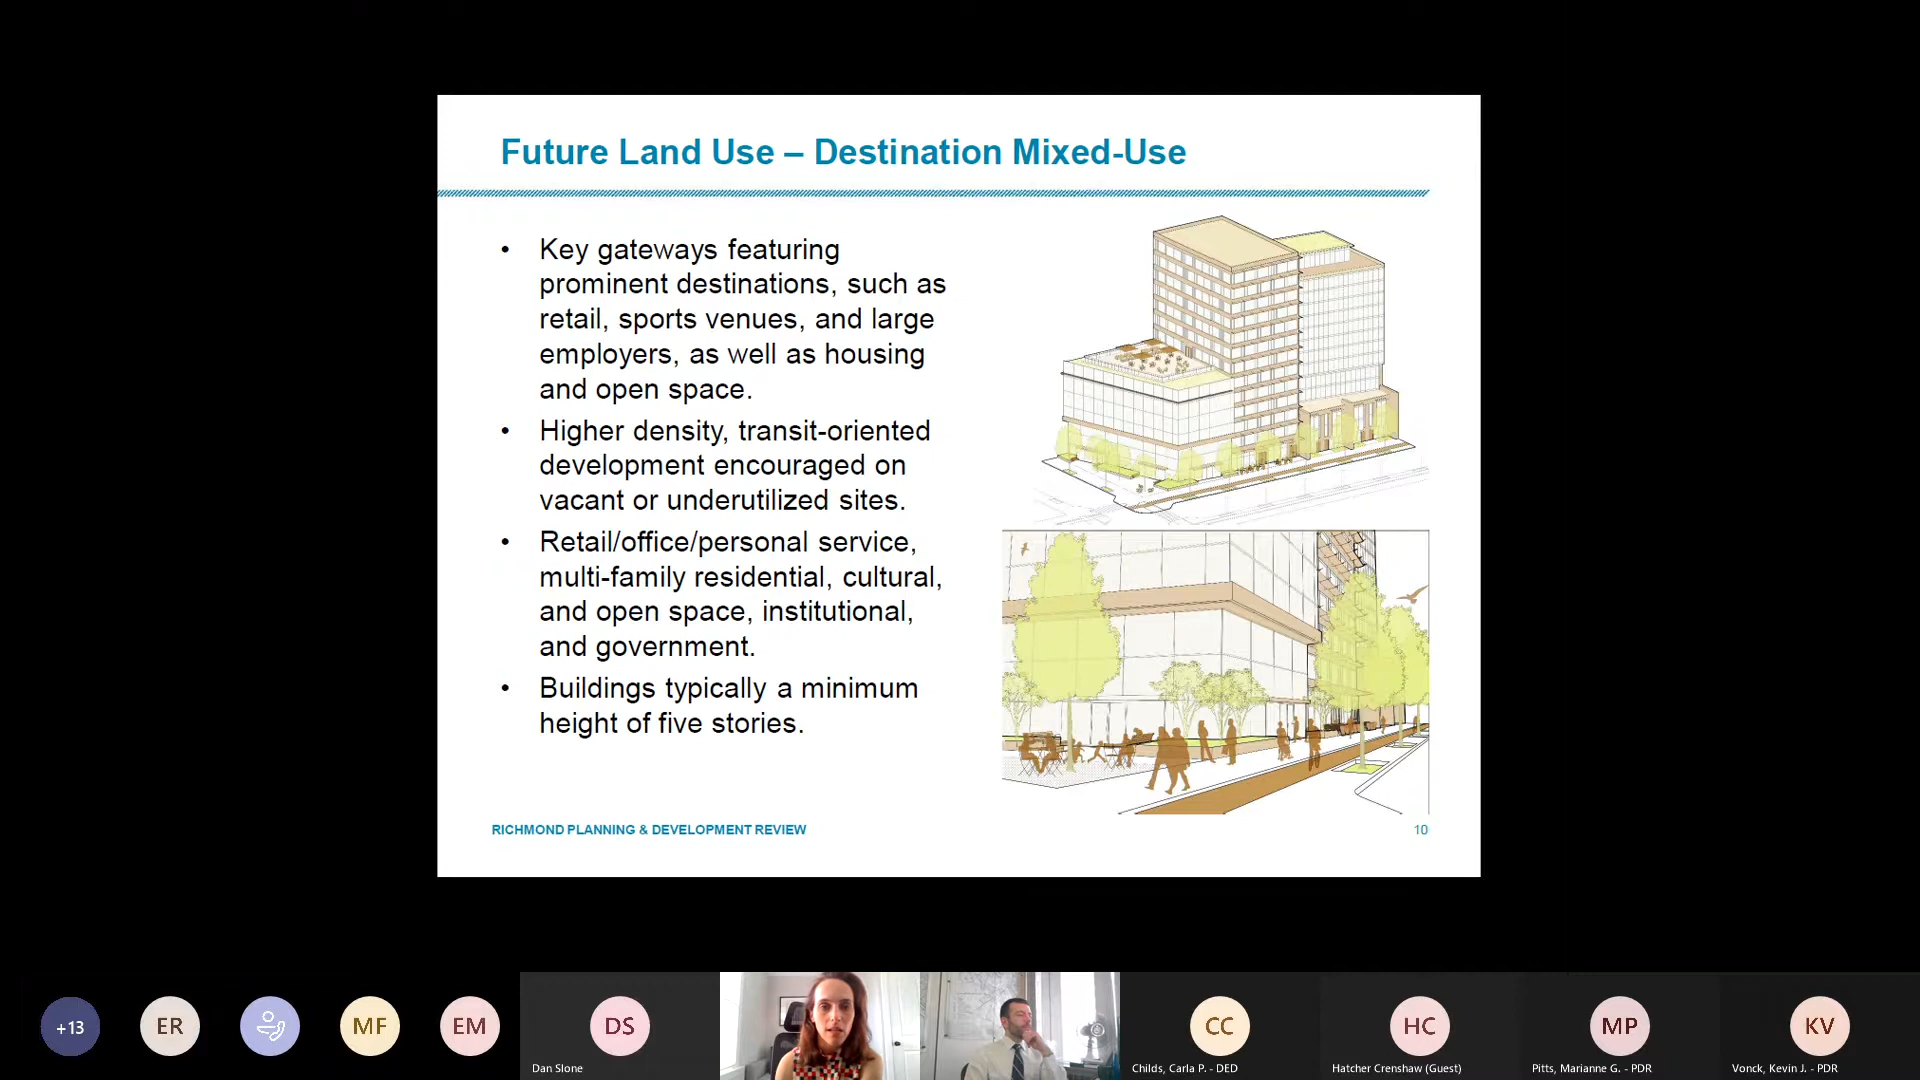 Future Land Use – Destination Mixed-Use
• Key gateways featuring
prominent destinations, such as
retail, sports venues, and large
employers, as well as housing
and open space.
• Higher density, transit-oriented
development encouraged on
vacant or underutilized sites.
• Retail/office/personal service,
multi-family residential, cultural,
and open space, institutional,
and government.
• Buildings typically a minimum
height of five stories.
RICHMOND PLANNING & DEVELOPMENT REVIEW
10
+13
ER
MF
EM
DS
Dan Slone
CC
Childs, Carla P. - DED
HC
Hatcher Crenshaw (Guest)
MP
Pitts, Marianne G. - PDR
KV
Vonck, Kevin J. - PDR